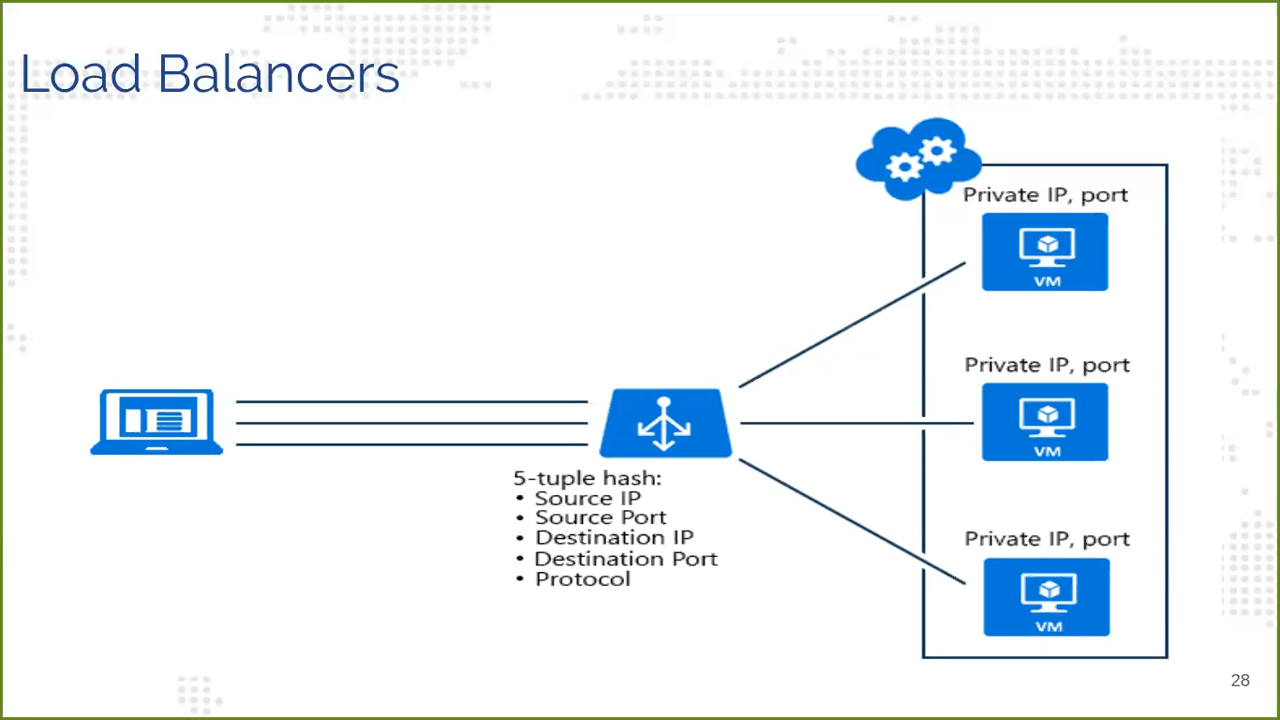 Load Balancers
Private IP, port
VM
Private IP, port
VM
5-tuple hash:
• Source IP
• Source Port
• Destination IP
• Destination Port
• Protocol
Private IP, port
VM
28